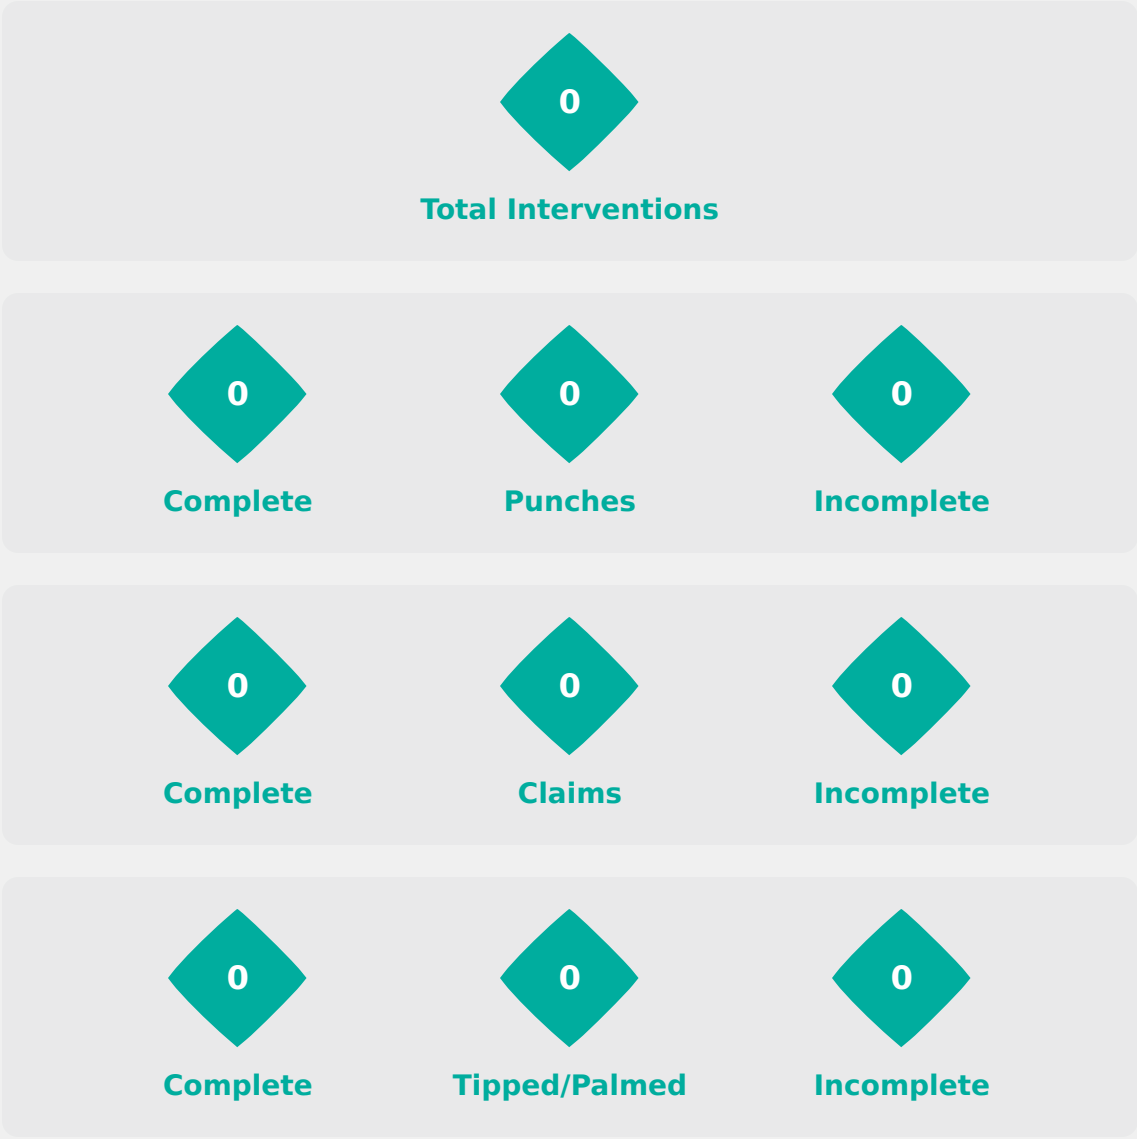 0
Total Interventions
0 0 0
Complete Punches Incomplete
0 0 0
Complete Claims Incomplete
0 0 0
Complete Tipped/Palmed Incomplete